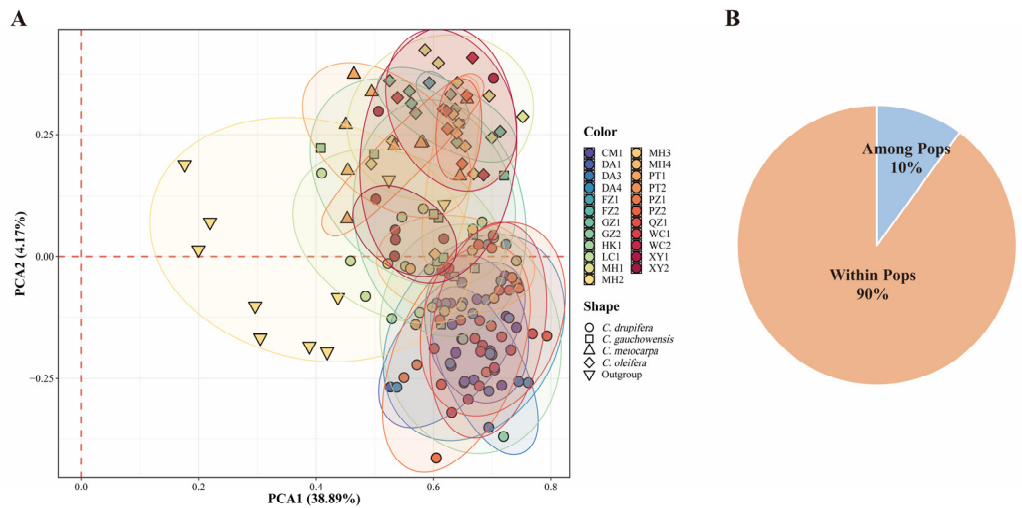 A
B
0.25
0.00
−0.25
PCA2 (4.17%)
0.0
0.2
0.4
0.6
0.8
PCA1 (38.89%)
Color
CM1 MH3
DA1 MH4
DA3 PT1
DA4 PT2
FZ1 PZ1
FZ2 PZ2
GZ1 QZ1
GZ2 WC1
HK1 WC2
LC1 XY1
MH1 XY2
MH2
Shape
C. drupifera
C. gauchowensis
C. meiocarpa
C. oleifera
Outgroup
Among Pops
10%
Within Pops
90%